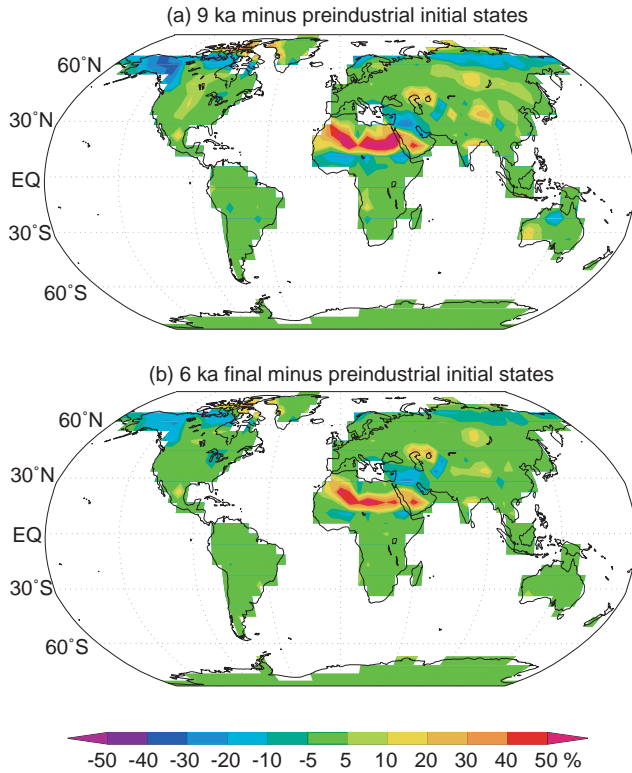 (a) 9 ka minus preindustrial initial states
60˚N
30˚N
EQ
30˚S
60˚S
(b) 6 ka final minus preindustrial initial states
60˚N
30˚N
EQ
30˚S
60˚S
-50 -40 -30 -20 -10 -5 5 10 20 30 40 50 %